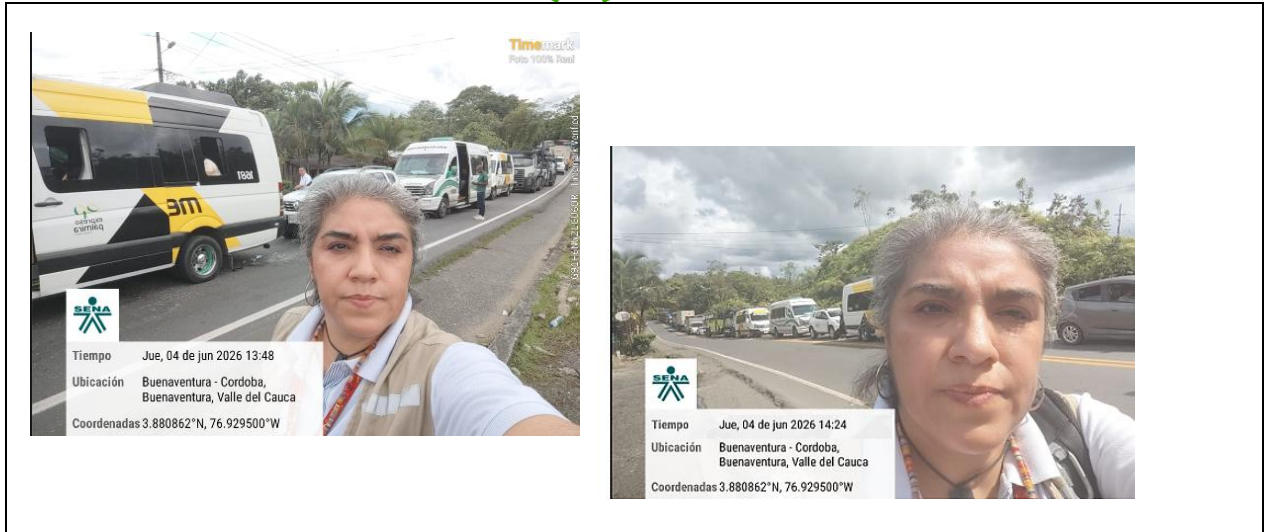 Timemark
Foto 100% Real
SENA
Tiempo Jue, 04 de jun 2026 13:48
Ubicación Buenaventura - Cordoba,
Buenaventura, Valle del Cauca
Coordenadas 3.880862°N, 76.929500°W
SENA
Tiempo Jue, 04 de jun 2026 14:24
Ubicación Buenaventura - Cordoba,
Buenaventura, Valle del Cauca
Coordenadas 3.880862°N, 76.929500°W